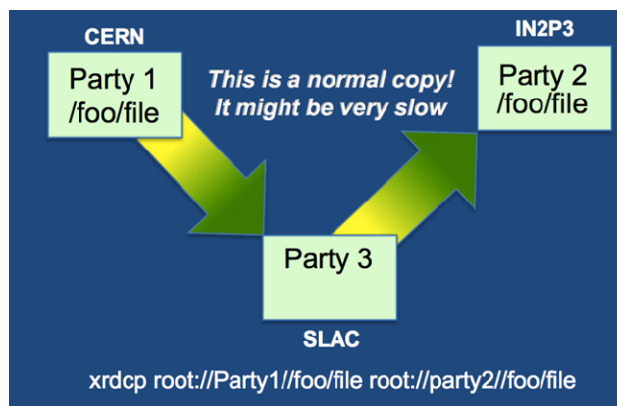 CERN
IN2P3
Party 1
/foo/file
This is a normal copy!
It might be very slow
Party 2
/foo/file
Party 3
SLAC
xrdcp root://Party1//foo/file root://party2//foo/file